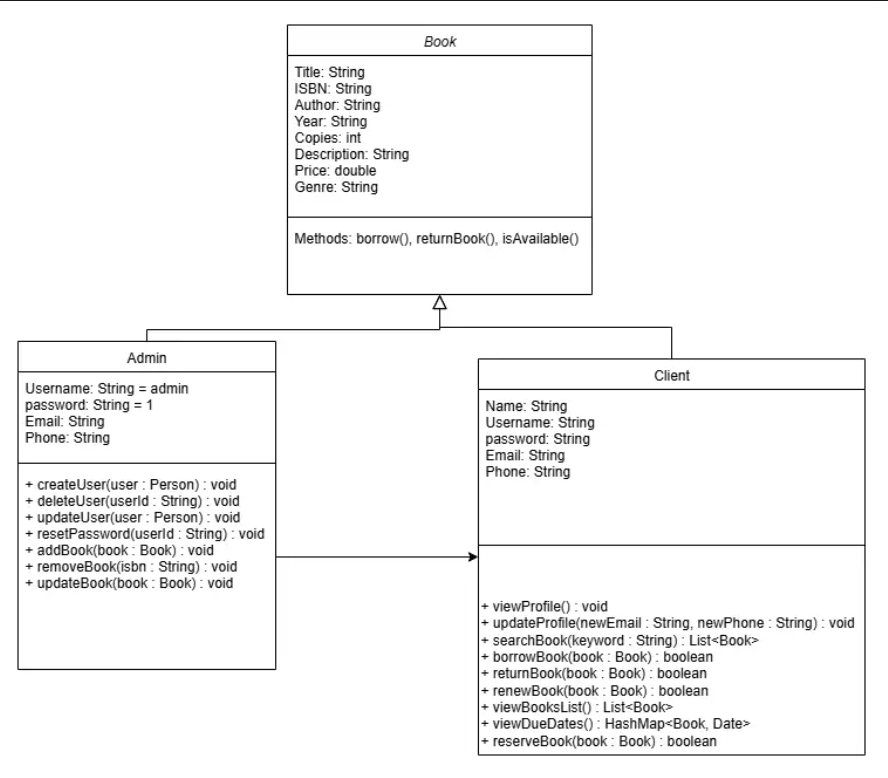 Book
Title: String
ISBN: String
Author: String
Year: String
Copies: int
Description: String
Price: double
Genre: String
Methods: borrow(), returnBook(), isAvailable()
Admin
Username: String = admin
password: String = 1
Email: String
Phone: String
+ createUser(user : Person) : void
+ deleteUser(userId : String) : void
+ updateUser(user : Person) : void
+ resetPassword(userId : String) : void
+ addBook(book : Book) : void
+ removeBook(isbn : String) : void
+ updateBook(book : Book) : void
Client
Name: String
Username: String
password: String
Email: String
Phone: String
+ viewProfile() : void
+ updateProfile(newEmail : String, newPhone : String) : void
+ searchBook(keyword : String) : List<Book>
+ borrowBook(book : Book) : boolean
+ returnBook(book : Book) : boolean
+ renewBook(book : Book) : boolean
+ viewBooksList() : List<Book>
+ viewDueDates() : HashMap<Book, Date>
+ reserveBook(book : Book) : boolean